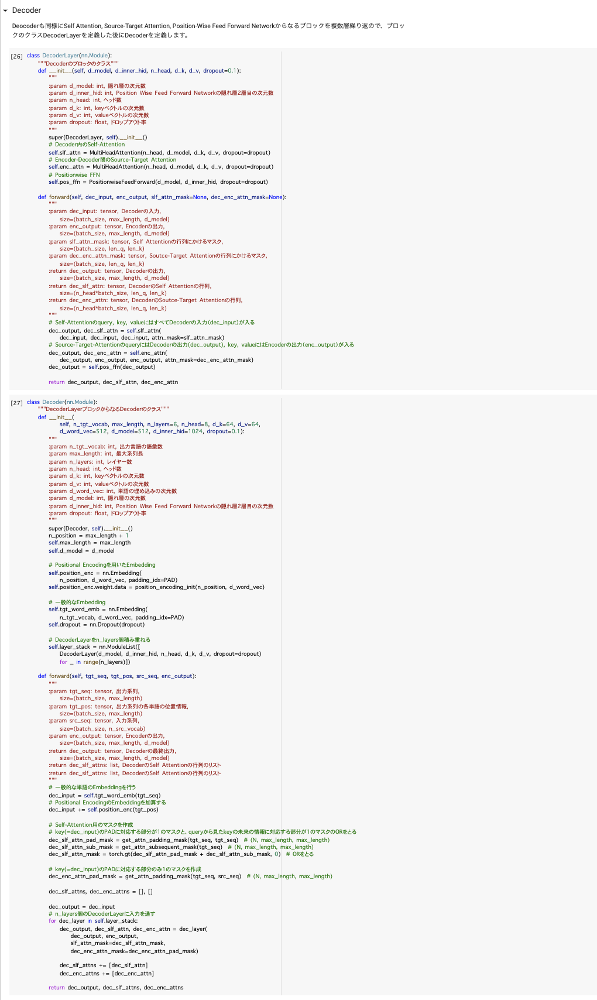 Decoder
Deocoderも同様にSelf Attention, Source-Target Attention, Position-Wise Feed Forward Networkからなるブロックを複数層繰り返ので、ブロッ
クのクラスDecoderLayerを定義した後にDecoderを定義します。
[26] class DecoderLayer(nn.Module):
"""Decoderのブロックのクラス"""
def __init__(self, d_model, d_inner_hid, n_head, d_k, d_v, dropout=0.1):
"""
:param d_model: int, 隠れ層の次元数
:param d_inner_hid: int, Position Wise Feed Forward Networkの隠れ層2層目の次元数
:param n_head: int, ヘッド数
:param d_k: int, keyベクトルの次元数
:param d_v: int, valueベクトルの次元数
:param dropout: float, ドロップアウト率
"""
super(DecoderLayer, self).__init__()
# Decoder内のSelf-Attention
self.slf_attn = MultiHeadAttention(n_head, d_model, d_k, d_v, dropout=dropout)
# Encoder-Decoder間のSource-Target Attention
self.enc_attn = MultiHeadAttention(n_head, d_model, d_k, d_v, dropout=dropout)
# Positionwise FFN
self.pos_ffn = PositionwiseFeedForward(d_model, d_inner_hid, dropout=dropout)
def forward(self, dec_input, enc_output, slf_attn_mask=None, dec_enc_attn_mask=None):
"""
:param dec_input: tensor, Decoderの入力,
size=(batch_size, max_length, d_model)
:param enc_output: tensor, Encoderの出力,
size=(batch_size, max_length, d_model)
:param slf_attn_mask: tensor, Self Attentionの行列にかけるマスク,
size=(batch_size, len_q, len_k)
:param dec_enc_attn_mask: tensor, Soutce-Target Attentionの行列にかけるマスク,
size=(batch_size, len_q, len_k)
:return dec_output: tensor, Decoderの出力,
size=(batch_size, max_length, d_model)
:return dec_slf_attn: tensor, DecoderのSelf Attentionの行列,
size=(n_head*batch_size, len_q, len_k)
:return dec_enc_attn: tensor, DecoderのSoutce-Target Attentionの行列,
size=(n_head*batch_size, len_q, len_k)
"""
# Self-Attentionのquery, key, valueにはすべてDecoderの入力(dec_input)が入る
dec_output, dec_slf_attn = self.slf_attn(
dec_input, dec_input, dec_input, attn_mask=slf_attn_mask)
# Source-Target-AttentionのqueryにはDecoderの出力(dec_output), key, valueにはEncoderの出力(enc_output)が入る
dec_output, dec_enc_attn = self.enc_attn(
dec_output, enc_output, enc_output, attn_mask=dec_enc_attn_mask)
dec_output = self.pos_ffn(dec_output)
return dec_output, dec_slf_attn, dec_enc_attn
[27] class Decoder(nn.Module):
"""DecoderLayerブロックからなるDecoderのクラス"""
def __init__(
self, n_tgt_vocab, max_length, n_layers=6, n_head=8, d_k=64, d_v=64,
d_word_vec=512, d_model=512, d_inner_hid=1024, dropout=0.1):
"""
:param n_tgt_vocab: int, 出力言語の語彙数
:param max_length: int, 最大系列長
:param n_layers: int, レイヤー数
:param n_head: int, ヘッド数
:param d_k: int, keyベクトルの次元数
:param d_v: int, valueベクトルの次元数
:param d_word_vec: int, 単語の埋め込みの次元数
:param d_model: int, 隠れ層の次元数
:param d_inner_hid: int, Position Wise Feed Forward Networkの隠れ層2層目の次元数
:param dropout: float, ドロップアウト率
"""
super(Decoder, self).__init__()
n_position = max_length + 1
self.max_length = max_length
self.d_model = d_model
# Positional Encodingを用いたEmbedding
self.position_enc = nn.Embedding(
n_position, d_word_vec, padding_idx=PAD)
self.position_enc.weight.data = position_encoding_init(n_position, d_word_vec)
# 一般的なEmbedding
self.tgt_word_emb = nn.Embedding(
n_tgt_vocab, d_word_vec, padding_idx=PAD)
self.dropout = nn.Dropout(dropout)
# DecoderLayerをn_layers個積み重ねる
self.layer_stack = nn.ModuleList([
DecoderLayer(d_model, d_inner_hid, n_head, d_k, d_v, dropout=dropout)
for _ in range(n_layers)])
def forward(self, tgt_seq, tgt_pos, src_seq, enc_output):
"""
:param tgt_seq: tensor, 出力系列,
size=(batch_size, max_length)
:param tgt_pos: tensor, 出力系列の各単語の位置情報,
size=(batch_size, max_length)
:param src_seq: tensor, 入力系列,
size=(batch_size, n_src_vocab)
:param enc_output: tensor, Encoderの出力,
size=(batch_size, max_length, d_model)
:return dec_output: tensor, Decoderの最終出力,
size=(batch_size, max_length, d_model)
:return dec_slf_attns: list, DecoderのSelf Attentionの行列のリスト
:return dec_slf_attns: list, DecoderのSelf Attentionの行列のリスト
"""
# 一般的な単語のEmbeddingを行う
dec_input = self.tgt_word_emb(tgt_seq)
# Positional EncodingのEmbeddingを加算する
dec_input += self.position_enc(tgt_pos)
# Self-Attention用のマスクを作成
# key(=dec_input)のPADに対応する部分が1のマスクと、queryから見たkeyの未来の情報に対応する部分が1のマスクのORをとる
dec_slf_attn_pad_mask = get_attn_padding_mask(tgt_seq, tgt_seq) # (N, max_length, max_length)
dec_slf_attn_sub_mask = get_attn_subsequent_mask(tgt_seq) # (N, max_length, max_length)
dec_slf_attn_mask = torch.gt(dec_slf_attn_pad_mask + dec_slf_attn_sub_mask, 0) # ORをとる
# key(=dec_input)のPADに対応する部分のみ1のマスクを作成
dec_enc_attn_pad_mask = get_attn_padding_mask(tgt_seq, src_seq) # (N, max_length, max_length)
dec_slf_attns, dec_enc_attns = [], []
dec_output = dec_input
# n_layers個のDecoderLayerに入力を通す
for dec_layer in self.layer_stack:
dec_output, dec_slf_attn, dec_enc_attn = dec_layer(
dec_output, enc_output,
slf_attn_mask=dec_slf_attn_mask,
dec_enc_attn_mask=dec_enc_attn_pad_mask)
dec_slf_attns += [dec_slf_attn]
dec_enc_attns += [dec_enc_attn]
return dec_output, dec_slf_attns, dec_enc_attns